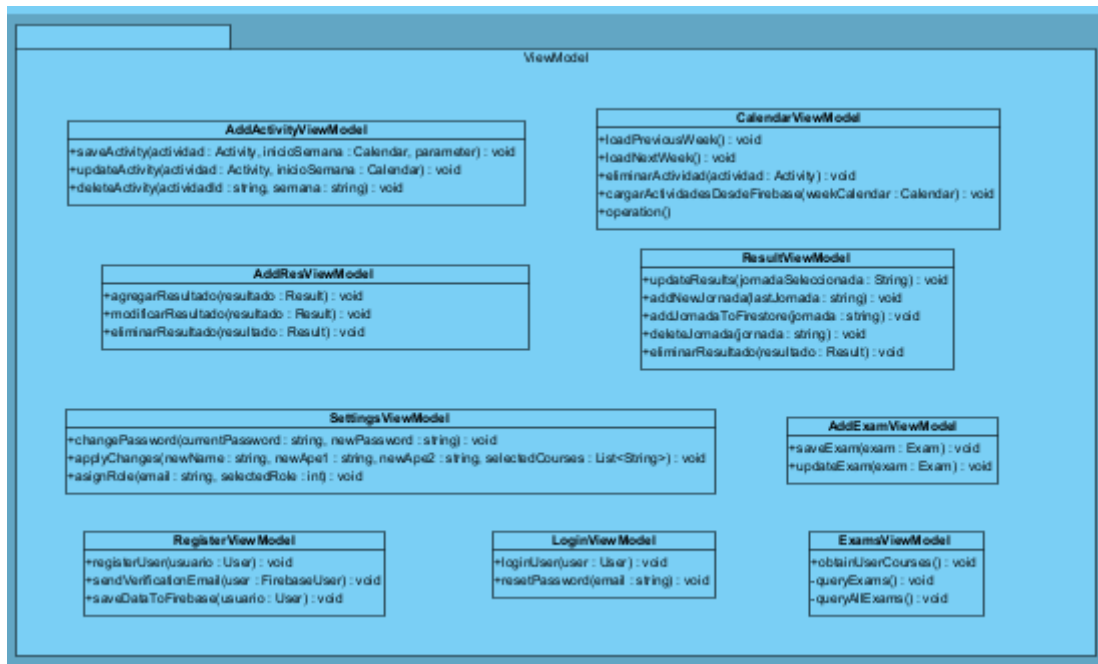 ViewModel
AddActivityViewModel
+saveActivity(actividad : Activity, inicioSemana : Calendar, parameter) : void
+updateActivity(actividad : Activity, inicioSemana : Calendar) : void
+deleteActivity(actividadId : string, semana : string) : void
CalendarViewModel
+loadPreviousWeek() : void
+loadNextWeek() : void
+eliminarActividad(actividad : Activity) : void
+cargarActividadesDesdeFirebase(weekCalendar : Calendar) : void
+operation()
AddResViewModel
+agregarResultado(resultado : Result) : void
+modificarResultado(resultado : Result) : void
+eliminarResultado(resultado : Result) : void
ResultViewModel
+updateResults(jornadaSeleccionada : String) : void
+addNewJornada(lastJornada : string) : void
+addJornadaToFirestore(jornada : string) : void
+deleteJornada(jornada : string) : void
+eliminarResultado(resultado : Result) : void
SettingsViewModel
+changePassword(currentPassword : string, newPassword : string) : void
+applyChanges(newName : string, newApe1 : string, newApe2 : string, selectedCourses : List<String>) : void
+asignRole(email : string, selectedRole : int) : void
AddExamViewModel
+saveExam(exam : Exam) : void
+updateExam(exam : Exam) : void
RegisterViewModel
+registerUser(usuario : User) : void
+sendVerificationEmail(user : FirebaseUser) : void
+saveDataToFirebase(usuario : User) : void
LoginViewModel
+loginUser(user : User) : void
+resetPassword(email : string) : void
ExamsViewModel
+obtainUserCourses() : void
-queryExams() : void
-queryAllExams() : void